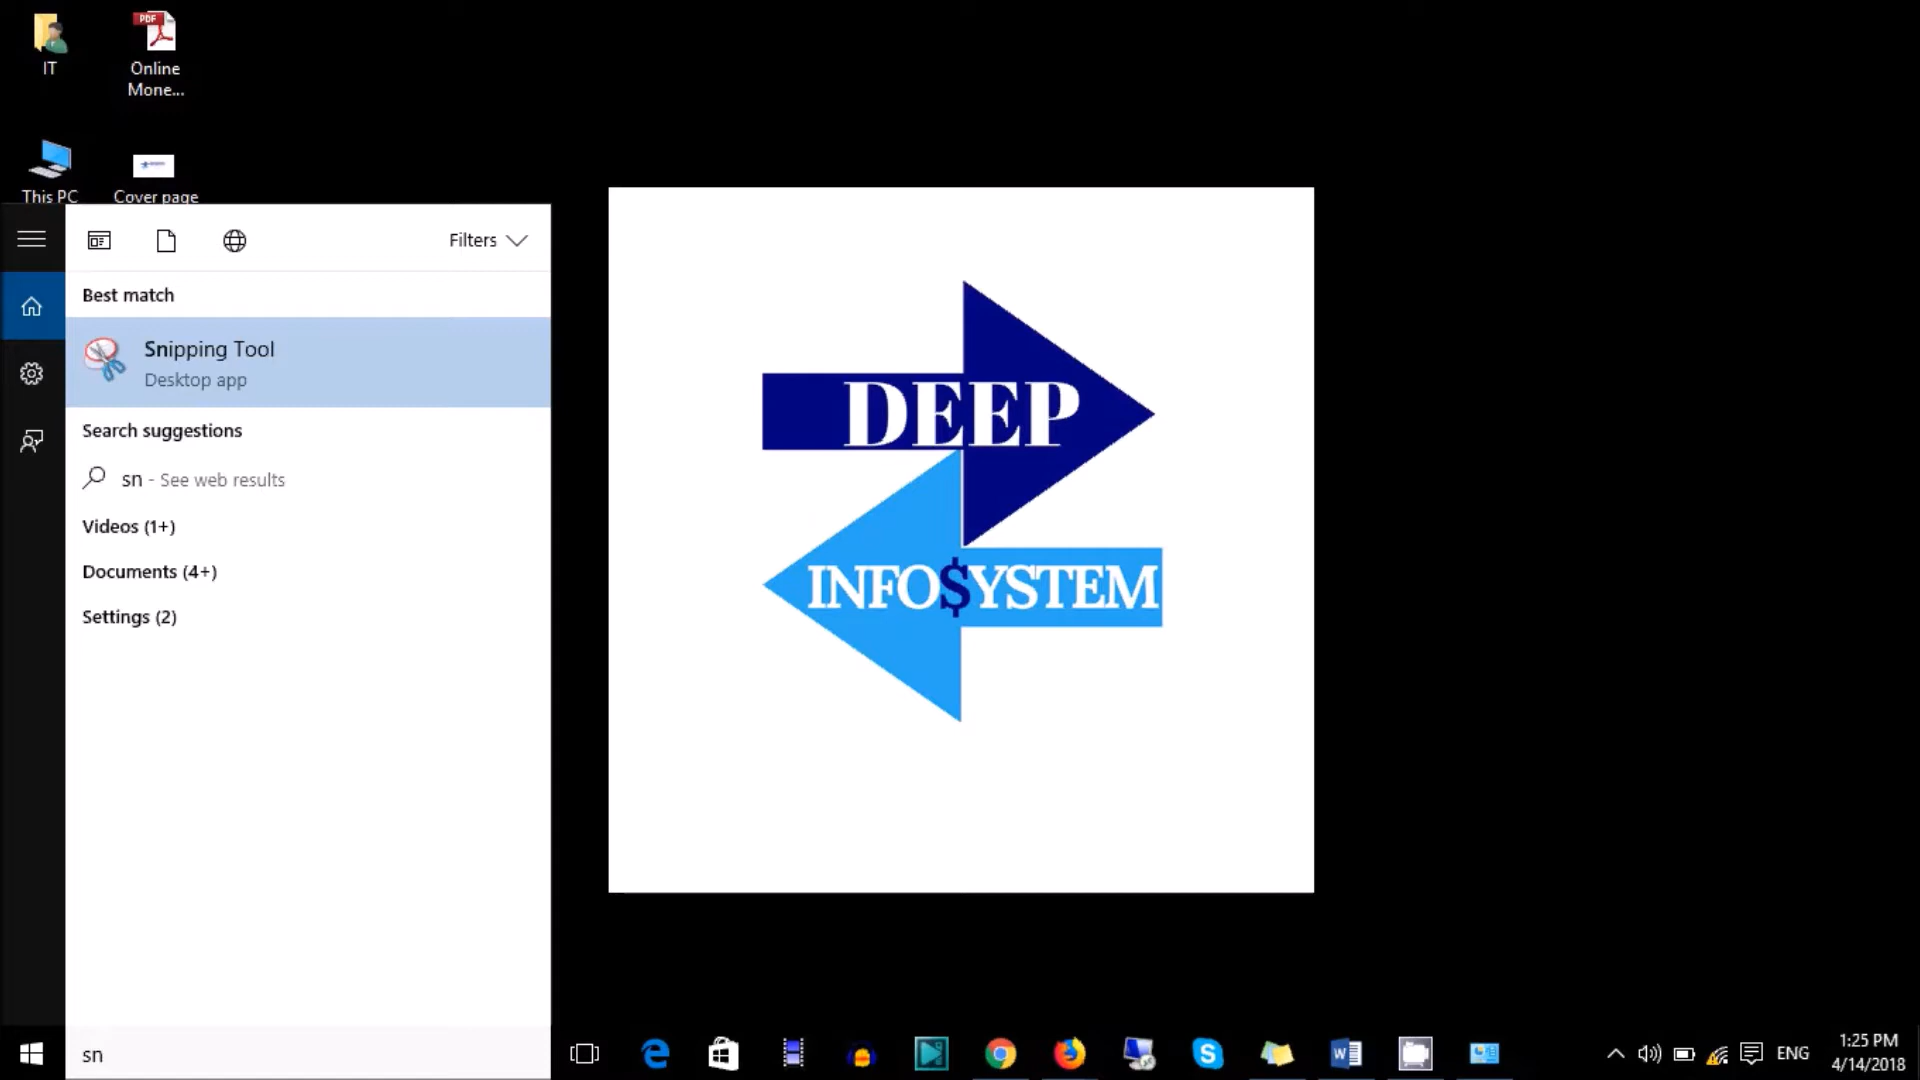 IT
Online
Mone...
This PC
Cover page
Filters
Best match
Snipping Tool
Desktop app
Search suggestions
sn - See web results
Videos (1+)
Documents (4+)
Settings (2)
sn
DEEP
INFO$YSTEM
ENG
1:25 PM
4/14/2018
PDF